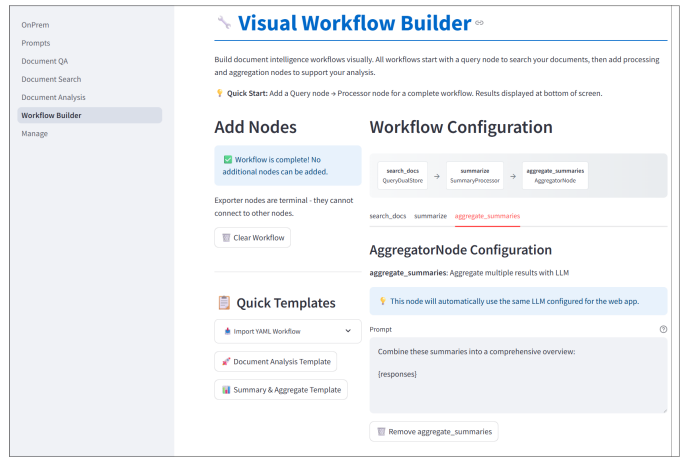 OnPrem
Prompts
Document QA
Document Search
Document Analysis
Workflow Builder
Manage
Visual Workflow Builder
Build document intelligence workflows visually. All workflows start with a query node to search your documents, then add processing
and aggregation nodes to support your analysis.
Quick Start: Add a Query node → Processor node for a complete workflow. Results displayed at bottom of screen.
Add Nodes
Workflow is complete! No
additional nodes can be added.
Exporter nodes are terminal - they cannot
connect to other nodes.
Clear Workflow
Quick Templates
Import YAML Workflow
Document Analysis Template
Summary & Aggregate Template
Workflow Configuration
search_docs
QueryDualStore
→
summarize
SummaryProcessor
→
aggregate_summaries
AggregatorNode
search_docs summarize aggregate_summaries
AggregatorNode Configuration
aggregate_summaries: Aggregate multiple results with LLM
This node will automatically use the same LLM configured for the web app.
Prompt
Combine these summaries into a comprehensive overview:
{responses}
Remove aggregate_summaries